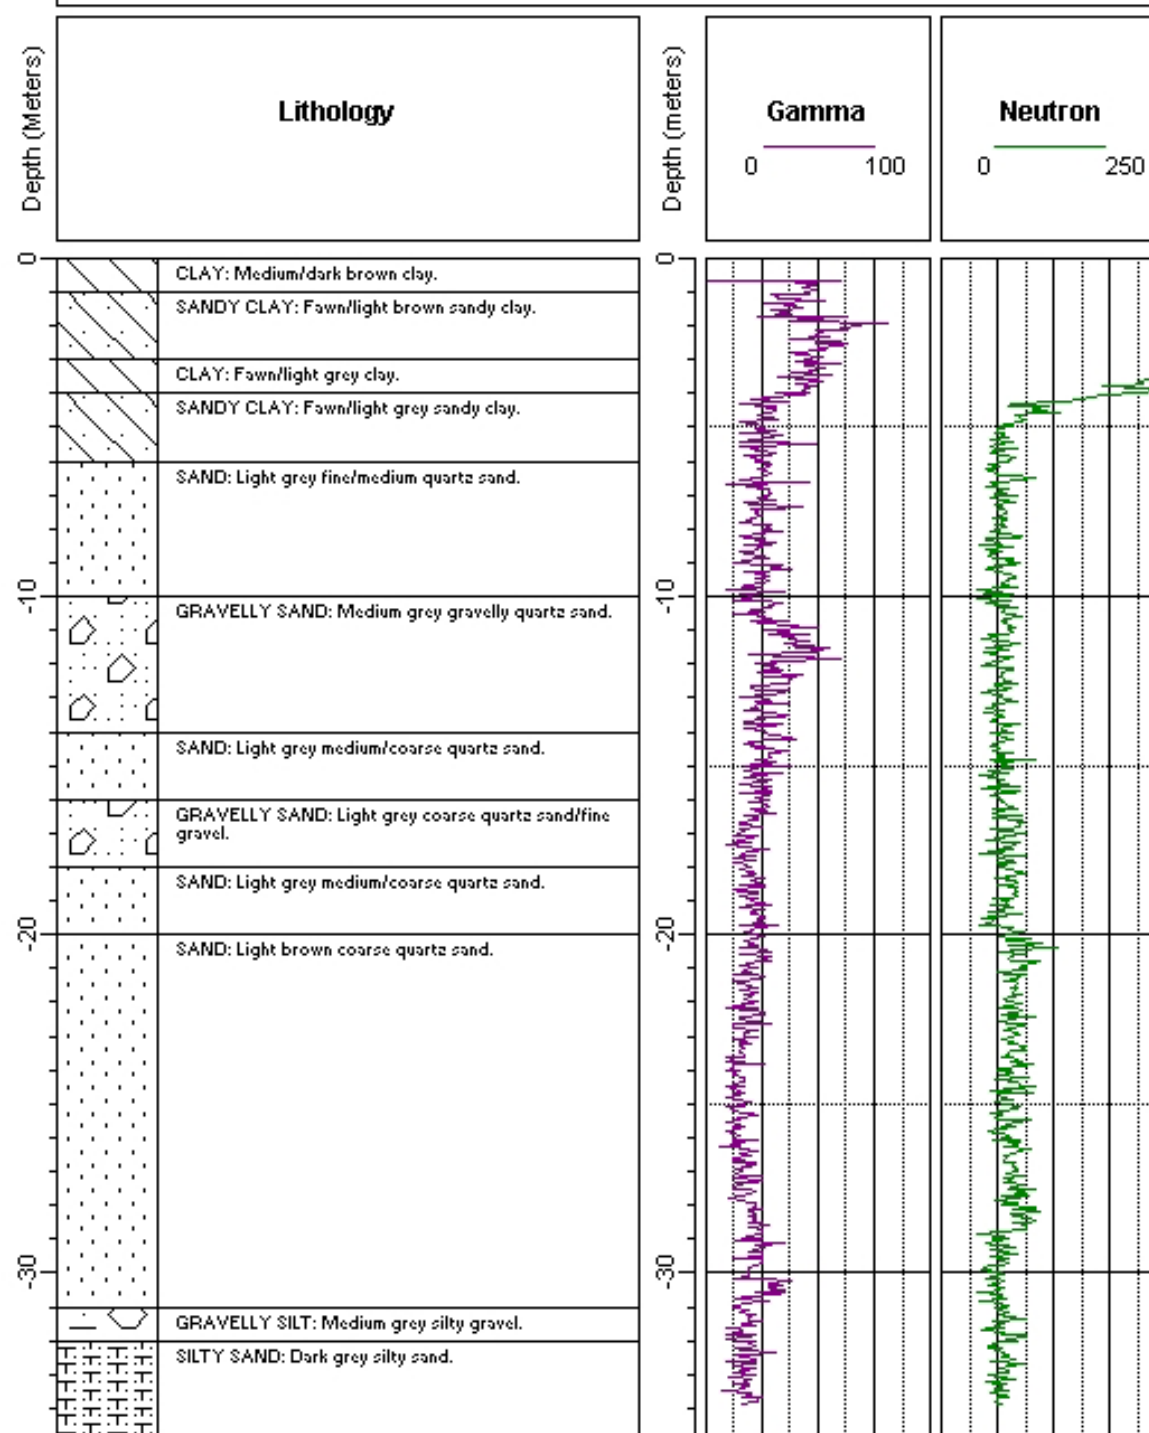 Depth (Meters)
Lithology
Depth (meters)
Gamma
0 100
Neutron
0 250
0
CLAY: Medium/dark brown clay.
SANDY CLAY: Fawn/light brown sandy clay.
CLAY: Fawn/light grey clay.
SANDY CLAY: Fawn/light grey sandy clay.
SAND: Light grey fine/medium quartz sand.
-10
GRAVELLY SAND: Medium grey gravelly quartz sand.
SAND: Light grey medium/coarse quartz sand.
GRAVELLY SAND: Light grey coarse quartz sand/fine
gravel.
SAND: Light grey medium/coarse quartz sand.
-20
SAND: Light brown coarse quartz sand.
-30
GRAVELLY SILT: Medium grey silty gravel.
SILTY SAND: Dark grey silty sand.
0
-10
-20
-30